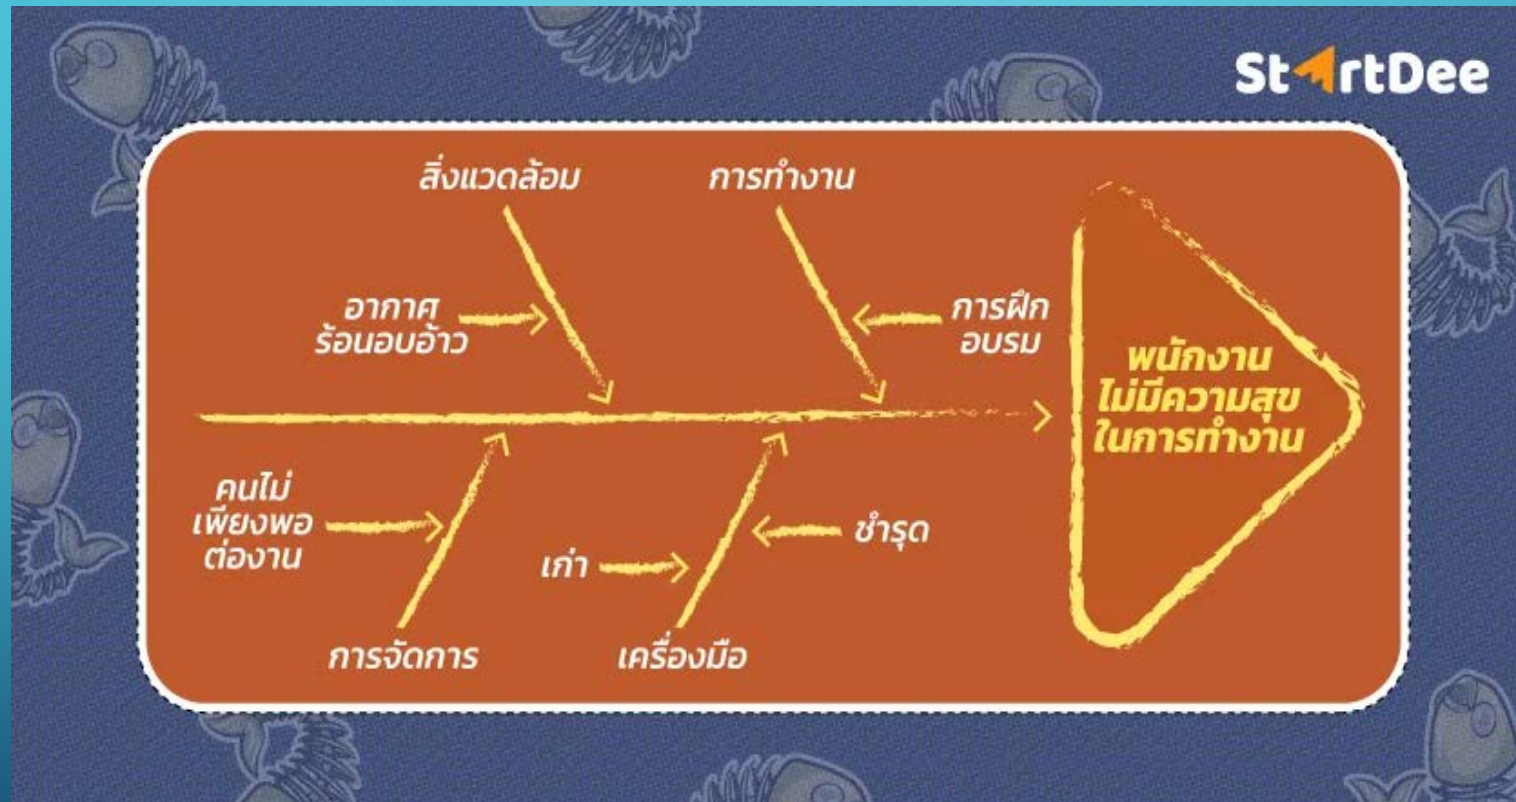 StartDee
สิ่งแวดล้อม
การทำงาน
อากาศ
ร้อนอบอ้าว
การฝึก
อบรม
พนักงาน
ไม่มีความสุข
ในการทำงาน
คนไม่
เพียงพอ
ต่องาน
เก่า
ชำรุด
การจัดการ
เครื่องมือ